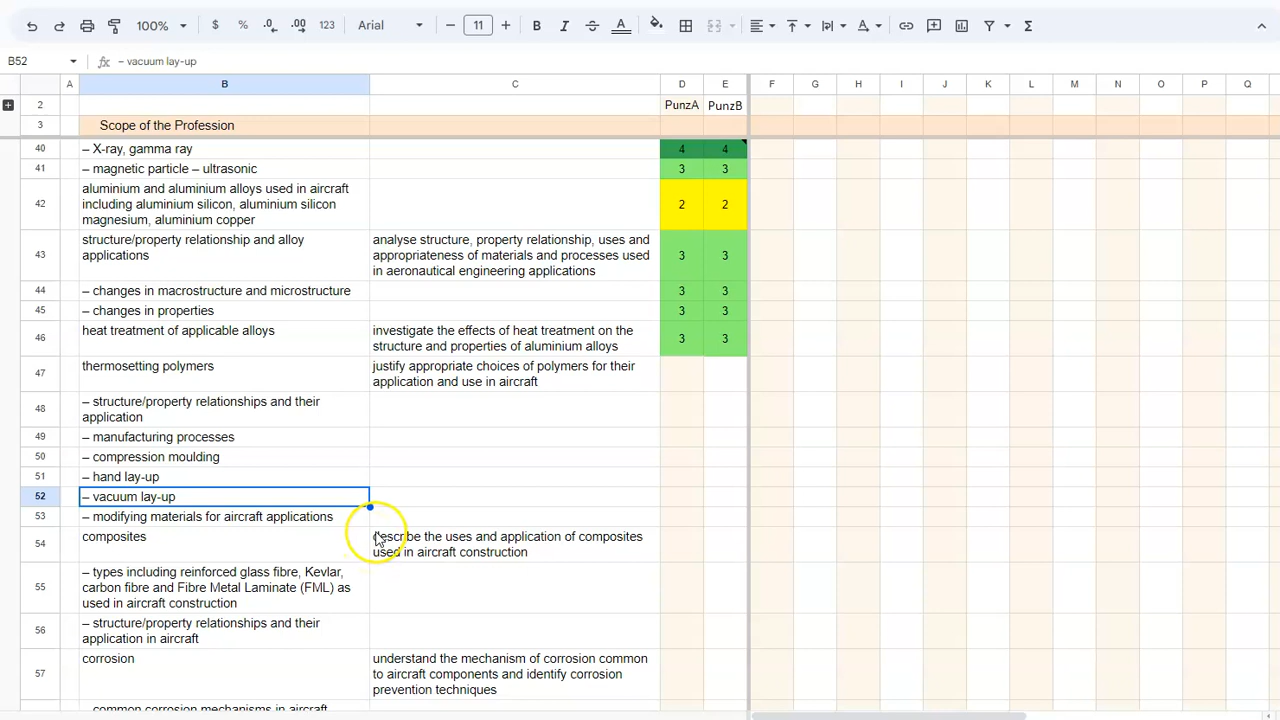 100%
$
%
.0
.00
123
Arial
11
B
I
A
Σ
B52
fx – vacuum lay-up
A B C D E F G H I J K L M N O P Q
2 PunzA PunzB
3 Scope of the Profession
40 – X-ray, gamma ray 4 4
41 – magnetic particle – ultrasonic 3 3
aluminium and aluminium alloys used in aircraft
42 including aluminium silicon, aluminium silicon 2 2
magnesium, aluminium copper
structure/property relationship and alloy analyse structure, property relationship, uses and
43 applications appropriateness of materials and processes used 3 3
in aeronautical engineering applications
44 – changes in macrostructure and microstructure 3 3
45 – changes in properties 3 3
46 heat treatment of applicable alloys investigate the effects of heat treatment on the 3 3
structure and properties of aluminium alloys
47 thermosetting polymers justify appropriate choices of polymers for their
application and use in aircraft
48 – structure/property relationships and their
application
49 – manufacturing processes
50 – compression moulding
51 – hand lay-up
52 – vacuum lay-up
53 – modifying materials for aircraft applications
54 composites describe the uses and application of composites
used in aircraft construction
– types including reinforced glass fibre, Kevlar,
55 carbon fibre and Fibre Metal Laminate (FML) as
used in aircraft construction
56 – structure/property relationships and their
application in aircraft
corrosion understand the mechanism of corrosion common
57 to aircraft components and identify corrosion
prevention techniques
– common corrosion mechanisms in aircraft